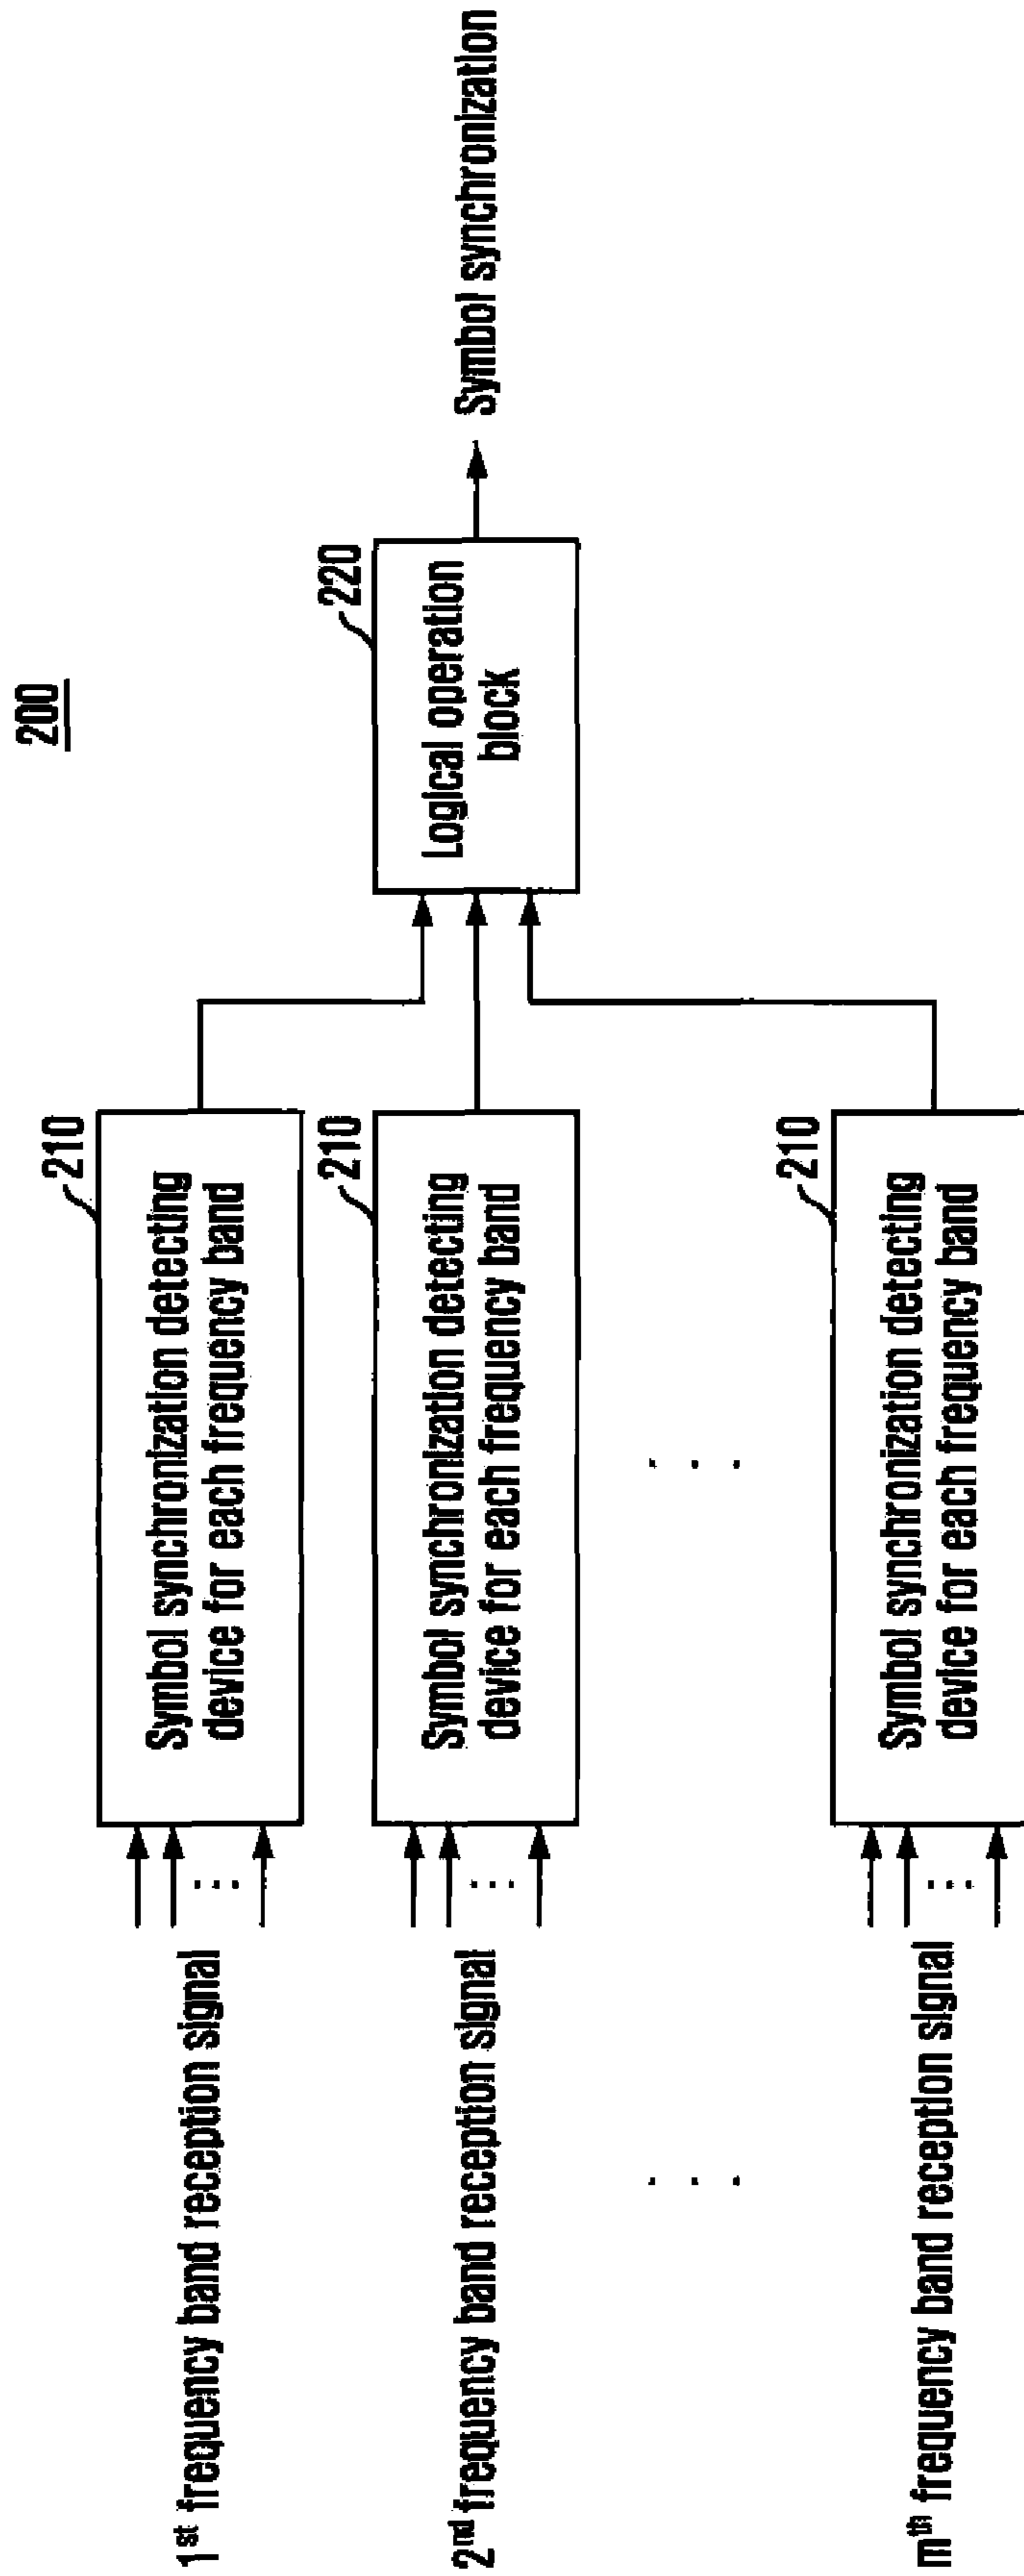 200
1st frequency band reception signal
210
Symbol synchronization detecting
device for each frequency band
2nd frequency band reception signal
210
Symbol synchronization detecting
device for each frequency band
220
Logical operation
block
Symbol synchronization
. . .
. . .
mth frequency band reception signal
210
Symbol synchronization detecting
device for each frequency band